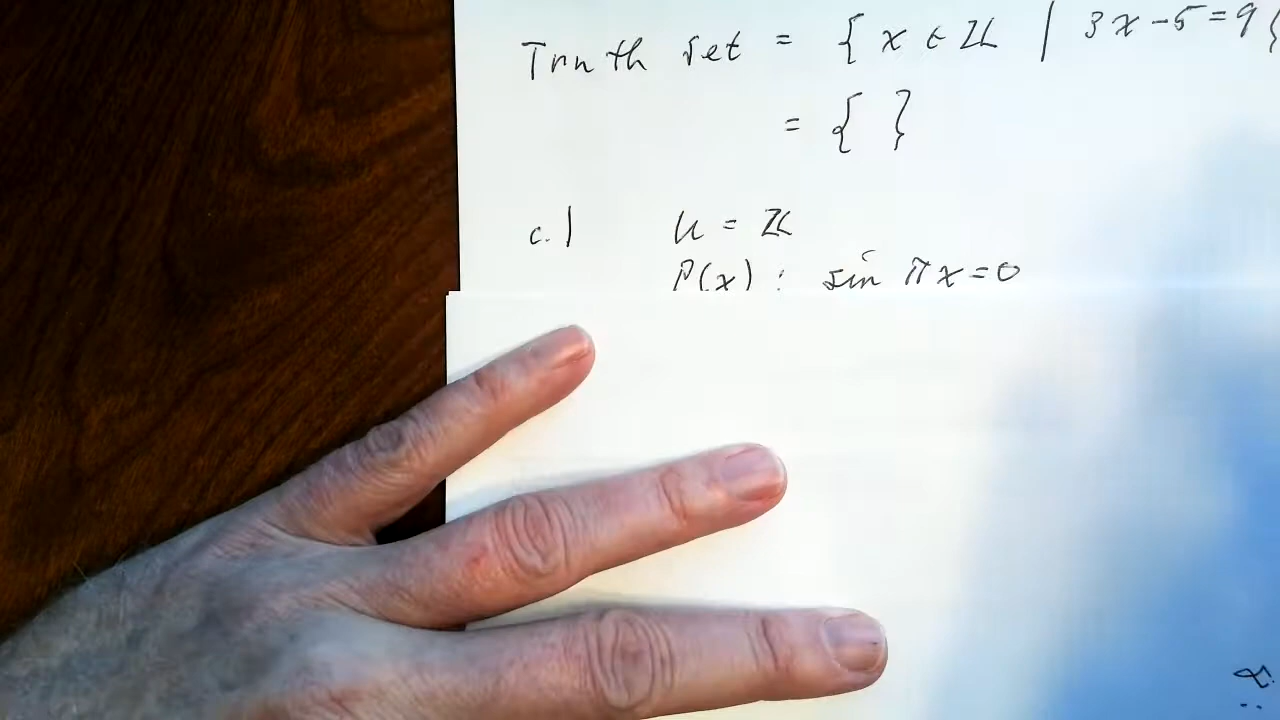 Truth set = { x ∈ ℤ | 3x-5=9 }
= { }
c.) U = ℤ
P(x) : sin πx=0